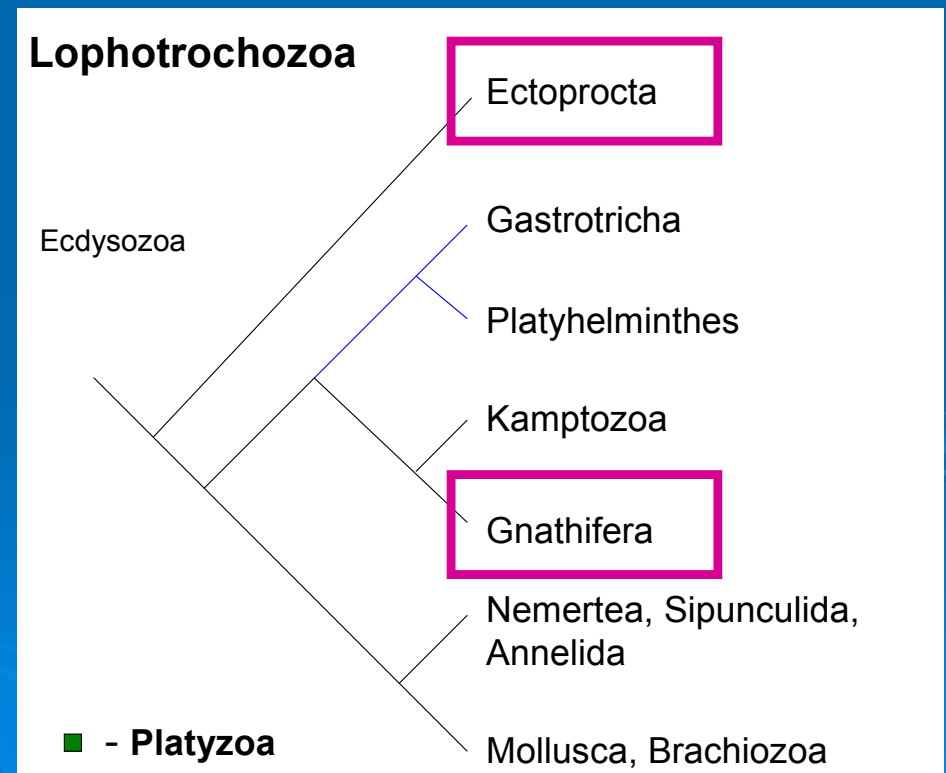 Lophotrochozoa
Ectoprocta
Gastrotricha
Ecdysozoa
Platyhelminthes
Kamptozoa
Gnathifera
Nemertea, Sipunculida,
Annelida
- Platyzoa
Mollusca, Brachiozoa